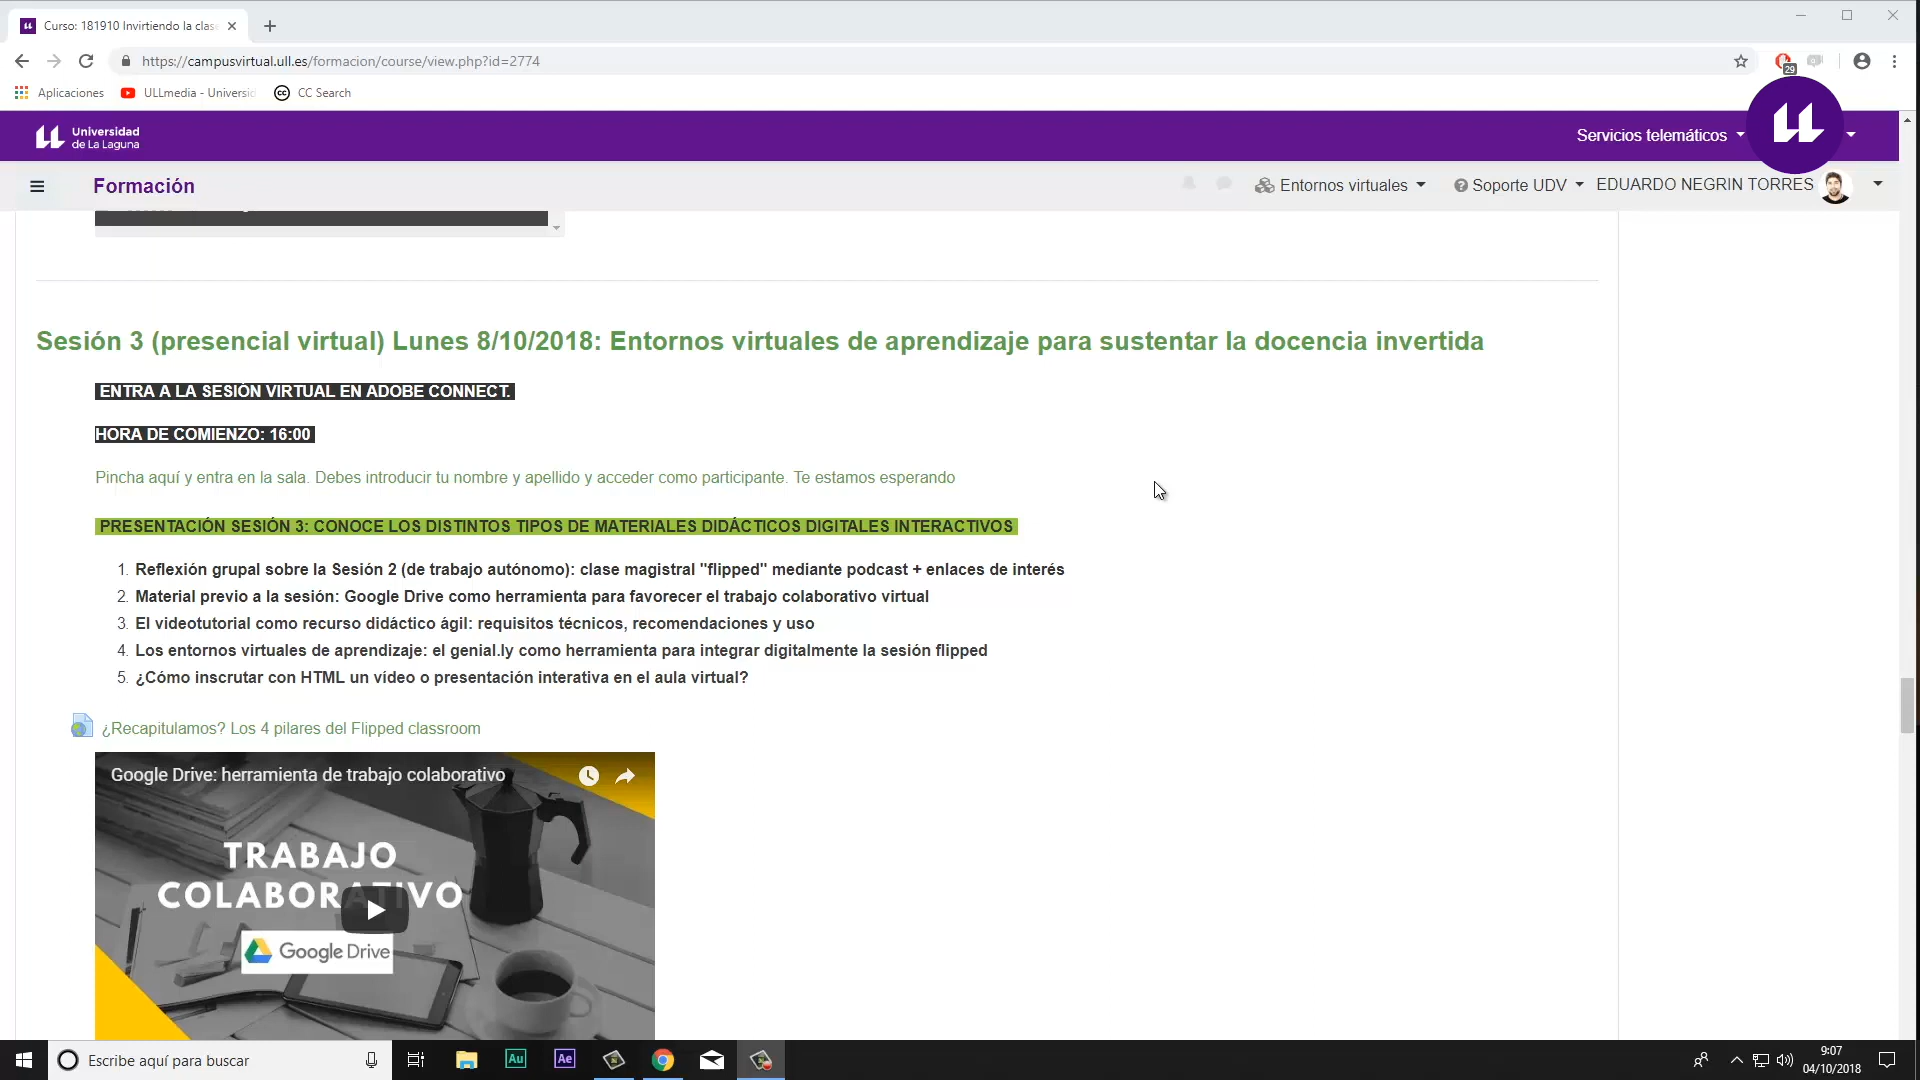 Curso: 181910 Invirtiendo la clase
https://campusvirtual.ull.es/formacion/course/view.php?id=2774
29
Aplicaciones
ULLmedia - Universid
CC Search
Universidad
de La Laguna
Servicios telemáticos
Formación
Entornos virtuales
Soporte UDV
EDUARDO NEGRIN TORRES
Sesión 3 (presencial virtual) Lunes 8/10/2018: Entornos virtuales de aprendizaje para sustentar la docencia invertida
ENTRA A LA SESIÓN VIRTUAL EN ADOBE CONNECT.
HORA DE COMIENZO: 16:00
Pincha aquí y entra en la sala. Debes introducir tu nombre y apellido y acceder como participante. Te estamos esperando
PRESENTACIÓN SESIÓN 3: CONOCE LOS DISTINTOS TIPOS DE MATERIALES DIDÁCTICOS DIGITALES INTERACTIVOS
1. Reflexión grupal sobre la Sesión 2 (de trabajo autónomo): clase magistral "flipped" mediante podcast + enlaces de interés
2. Material previo a la sesión: Google Drive como herramienta para favorecer el trabajo colaborativo virtual
3. El videotutorial como recurso didáctico ágil: requisitos técnicos, recomendaciones y uso
4. Los entornos virtuales de aprendizaje: el genial.ly como herramienta para integrar digitalmente la sesión flipped
5. ¿Cómo inscrutar con HTML un vídeo o presentación interativa en el aula virtual?
¿Recapitulamos? Los 4 pilares del Flipped classroom
Google Drive: herramienta de trabajo colaborativo
TRABAJO
COLABORATIVO
Google Drive
Escribe aquí para buscar
Au
Ae
9:07
04/10/2018